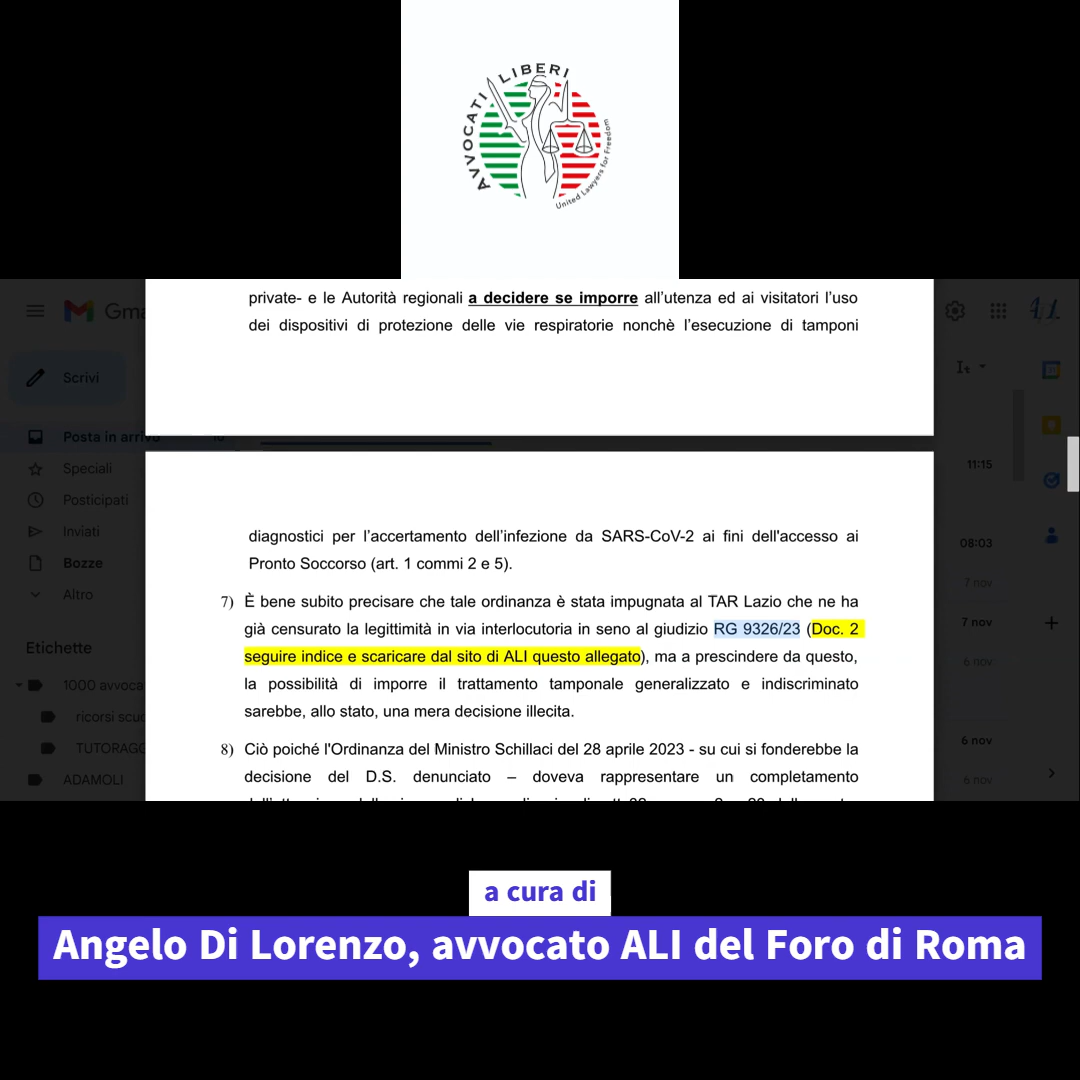 AVVOCATI LIBERI
United Lawyers for Freedom
private- e le Autorità regionali a decidere se imporre all’utenza ed ai visitatori l’uso
dei dispositivi di protezione delle vie respiratorie nonchè l’esecuzione di tamponi
Scrivi
Posta in arrivo
Speciali
Posticipati
Inviati
Bozze
Altro
Etichette
1000 avvoca
ricorsi scuo
TUTORAGG
ADAMOLI
diagnostici per l’accertamento dell’infezione da SARS-CoV-2 ai fini dell'accesso ai
Pronto Soccorso (art. 1 commi 2 e 5).
7) È bene subito precisare che tale ordinanza è stata impugnata al TAR Lazio che ne ha
già censurato la legittimità in via interlocutoria in seno al giudizio RG 9326/23 (Doc. 2
seguire indice e scaricare dal sito di ALI questo allegato), ma a prescindere da questo,
la possibilità di imporre il trattamento tamponale generalizzato e indiscriminato
sarebbe, allo stato, una mera decisione illecita.
8) Ciò poiché l'Ordinanza del Ministro Schillaci del 28 aprile 2023 - su cui si fonderebbe la
decisione del D.S. denunciato – doveva rappresentare un completamento
11:15
08:03
7 nov
7 nov
6 nov
6 nov
6 nov
a cura di
Angelo Di Lorenzo, avvocato ALI del Foro di Roma